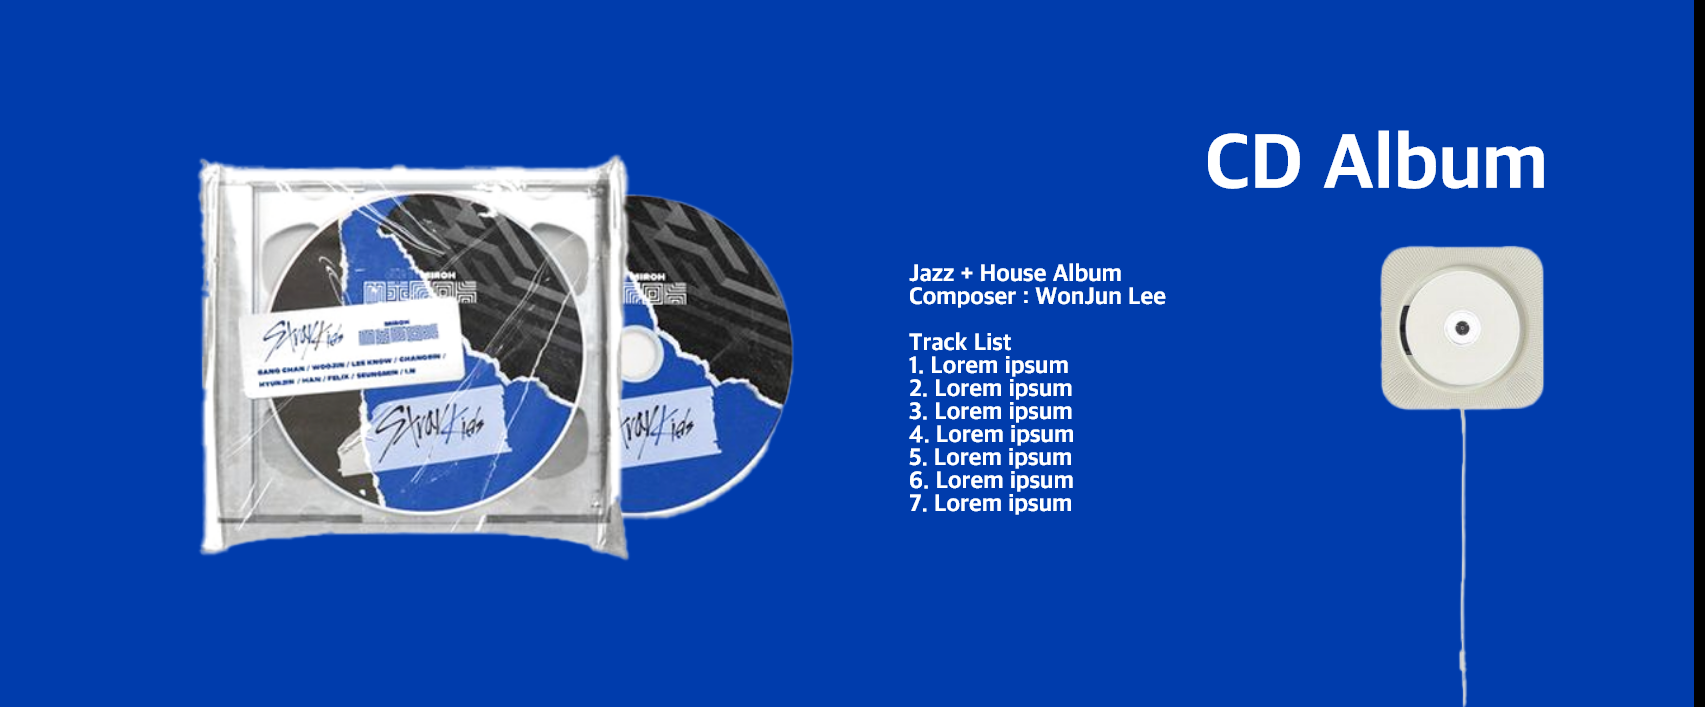 CD Album
MIROH
MIROH
Stray Kids
MIROH
BANG CHAN / WOOJIN / LEE KNOW / CHANGBIN /
HYUNJIN / HAN / FELIX / SEUNGMIN / I.N
Stray Kids
tray Kids
Jazz + House Album
Composer : WonJun Lee
Track List
1. Lorem ipsum
2. Lorem ipsum
3. Lorem ipsum
4. Lorem ipsum
5. Lorem ipsum
6. Lorem ipsum
7. Lorem ipsum